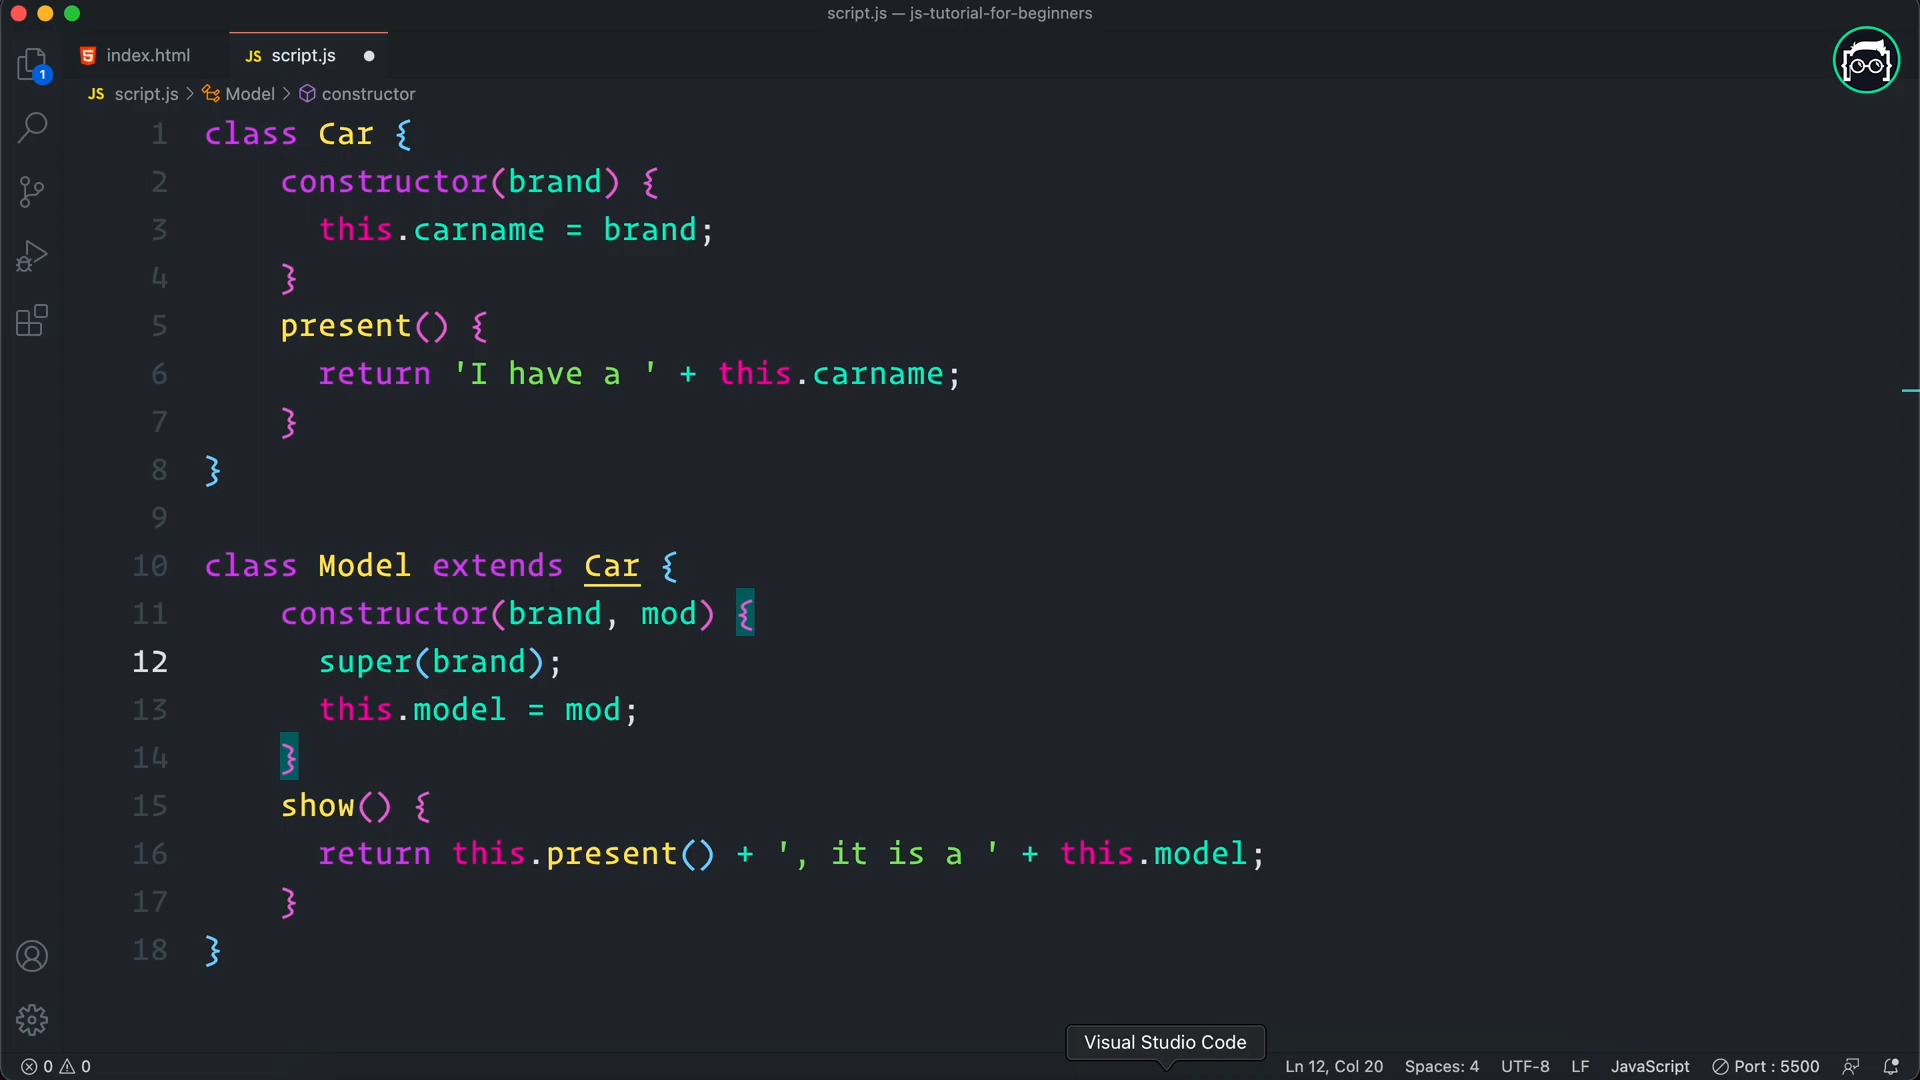 script.js — js-tutorial-for-beginners
index.html
JS script.js
1
JS script.js > Model > constructor
1 class Car {
2 constructor(brand) {
3 this.carname = brand;
4 }
5 present() {
6 return 'I have a ' + this.carname;
7 }
8 }
9
10 class Model extends Car {
11 constructor(brand, mod) {
12 super(brand);
13 this.model = mod;
14 }
15 show() {
16 return this.present() + ', it is a ' + this.model;
17 }
18 }
Visual Studio Code
0 0 Ln 12, Col 20 Spaces: 4 UTF-8 LF JavaScript Port : 5500